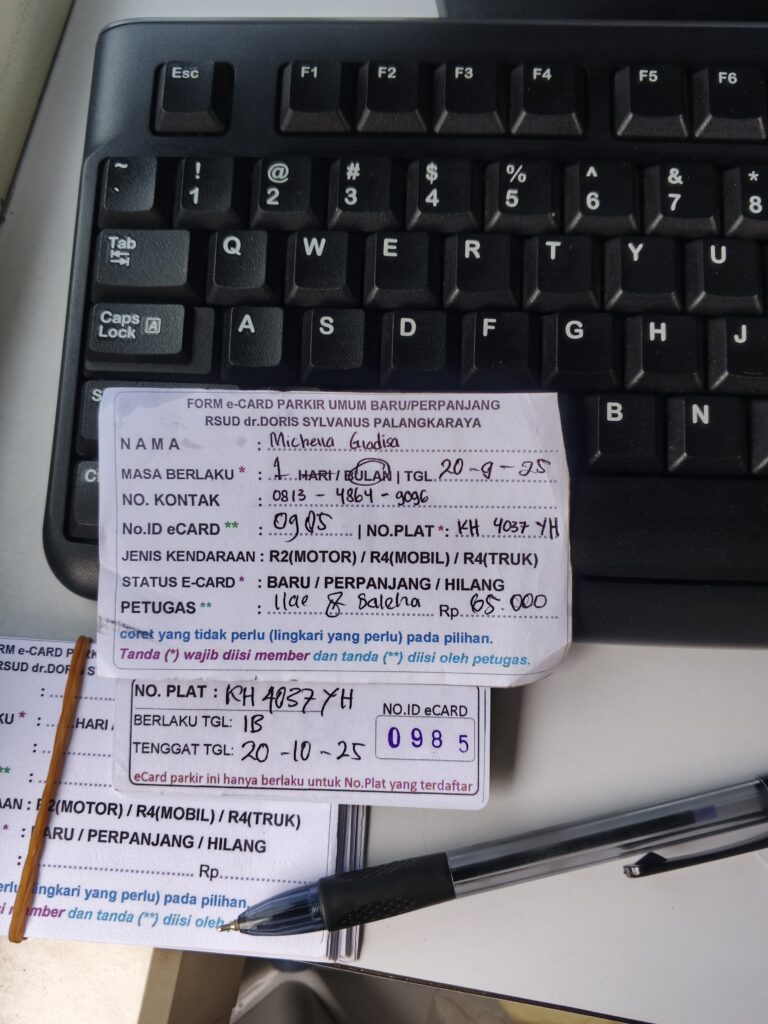 Esc F1 F2 F3 F4 F5 F6
~ ` ! 1 @ 2 # 3 $ 4 % 5 ^ 6 & 7 * 8
Tab Q W E R T Y U
Caps Lock A A S D F G H J
B N
FORM e-CARD PARKIR UMUM BARU/PERPANJANG
RSUD dr.DORIS SYLVANUS PALANGKARAYA
NAMA : Michella Gradisa
MASA BERLAKU * : 1 HARI / BULAN | TGL 20-9-25
NO. KONTAK : 0813-4864-9096
No.ID eCARD ** : 0985 | NO.PLAT *: KH 4037 YH
JENIS KENDARAAN : R2(MOTOR) / R4(MOBIL) / R4(TRUK)
STATUS E-CARD * : BARU / PERPANJANG / HILANG
PETUGAS ** : & Saleha Rp. 65.000
coret yang tidak perlu (lingkari yang perlu) pada pilihan.
Tanda (*) wajib diisi member dan tanda (**) diisi oleh petugas.
NO. PLAT : KH 4037 YH
NO.ID eCARD
BERLAKU TGL: IB
0985
TENGGAT TGL: 20-10-25
eCard parkir ini hanya berlaku untuk No.Plat yang terdaftar
RM e-CARD PARK
RSUD dr.DORIS S
KU * : HARI /
** :
AAN : R2(MOTOR) / R4(MOBIL) / R4(TRUK)
* : BARU / PERPANJANG / HILANG
: Rp.
perlu (lingkari yang perlu) pada pilihan.
i member dan tanda (**) diisi oleh